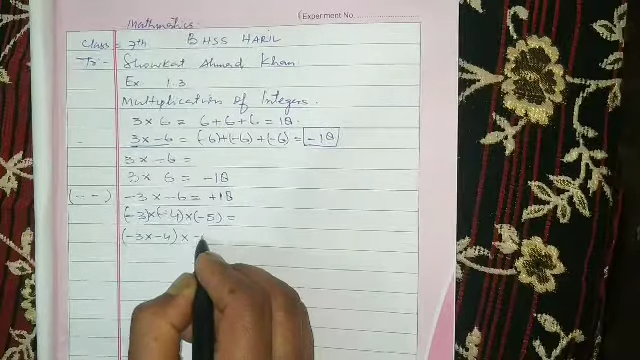 Mathematics.
Experiment No.
Class = 7th BHSS HARIL
Tr:- Showkat Ahmad Khan
Ex 1.3
Multiplication of Integers.
3 x 6 = 6 + 6 + 6 = 18.
3 x -6 = (-6)+(-6) + (-6) = -18
3 x -6 =
3 x 6 = -18
(- -) -3 x -6 = +18
(-3)x(-4)x(-5) =
(-3x-4) x -